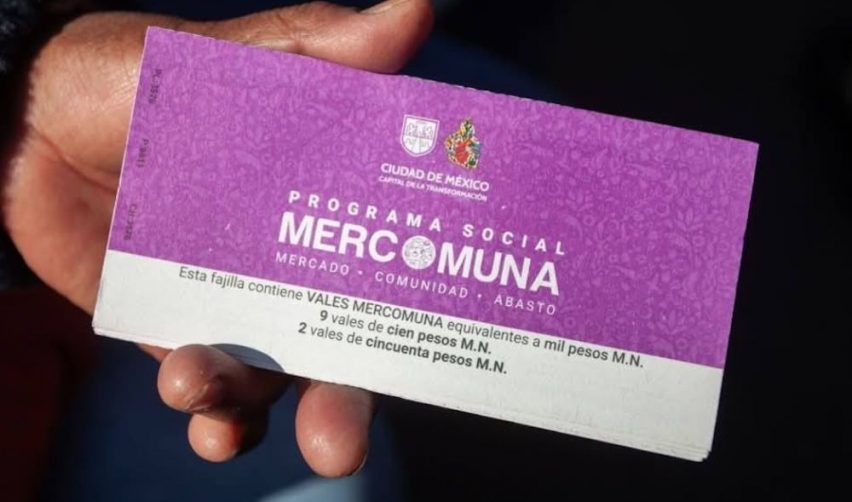 CIUDAD DE MÉXICO
CAPITAL DE LA TRANSFORMACIÓN
PROGRAMA SOCIAL
MERCOMUNA
MERCADO · COMUNIDAD · ABASTO
Esta fajilla contiene VALES MERCOMUNA equivalentes a mil pesos M.N.
9 vales de cien pesos M.N.
2 vales de cincuenta pesos M.N.